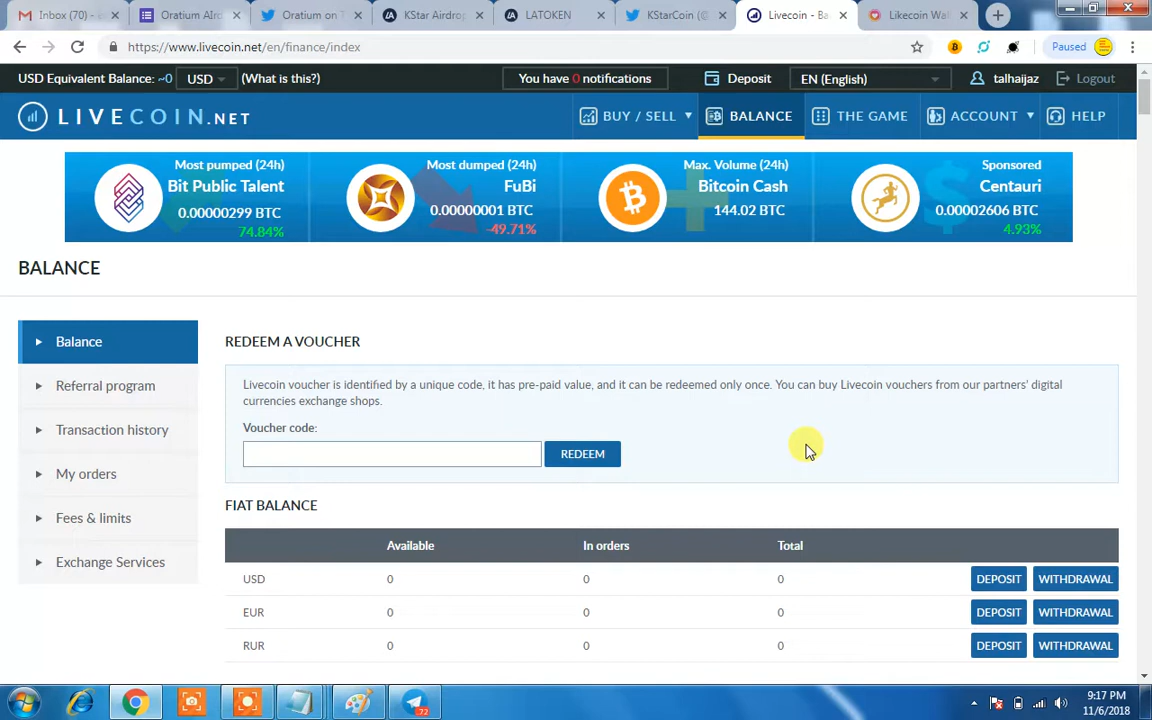 Inbox (70) -
Oratium AIrd
Oratium on T
KStar Airdrop
LATOKEN
KStarCoin (@
Livecoin - Ba
Likecoin Wal
https://www.livecoin.net/en/finance/index
Paused
USD Equivalent Balance: ~0 USD (What is this?)
You have 0 notifications
Deposit
EN (English)
talhaijaz
Logout
LIVECOIN.NET
BUY / SELL
BALANCE
THE GAME
ACCOUNT
HELP
Most pumped (24h)
Bit Public Talent
0.00000299 BTC
74.84%
Most dumped (24h)
FuBi
0.00000001 BTC
-49.71%
Max. Volume (24h)
Bitcoin Cash
144.02 BTC
Sponsored
Centauri
0.00002606 BTC
4.93%
BALANCE
Balance
Referral program
Transaction history
My orders
Fees & limits
Exchange Services
REDEEM A VOUCHER
Livecoin voucher is identified by a unique code, it has pre-paid value, and it can be redeemed only once. You can buy Livecoin vouchers from our partners' digital
currencies exchange shops.
Voucher code:
REDEEM
FIAT BALANCE
Available In orders Total
USD 0 0 0 DEPOSIT WITHDRAWAL
EUR 0 0 0 DEPOSIT WITHDRAWAL
RUR 0 0 0 DEPOSIT WITHDRAWAL
72
9:17 PM
11/6/2018